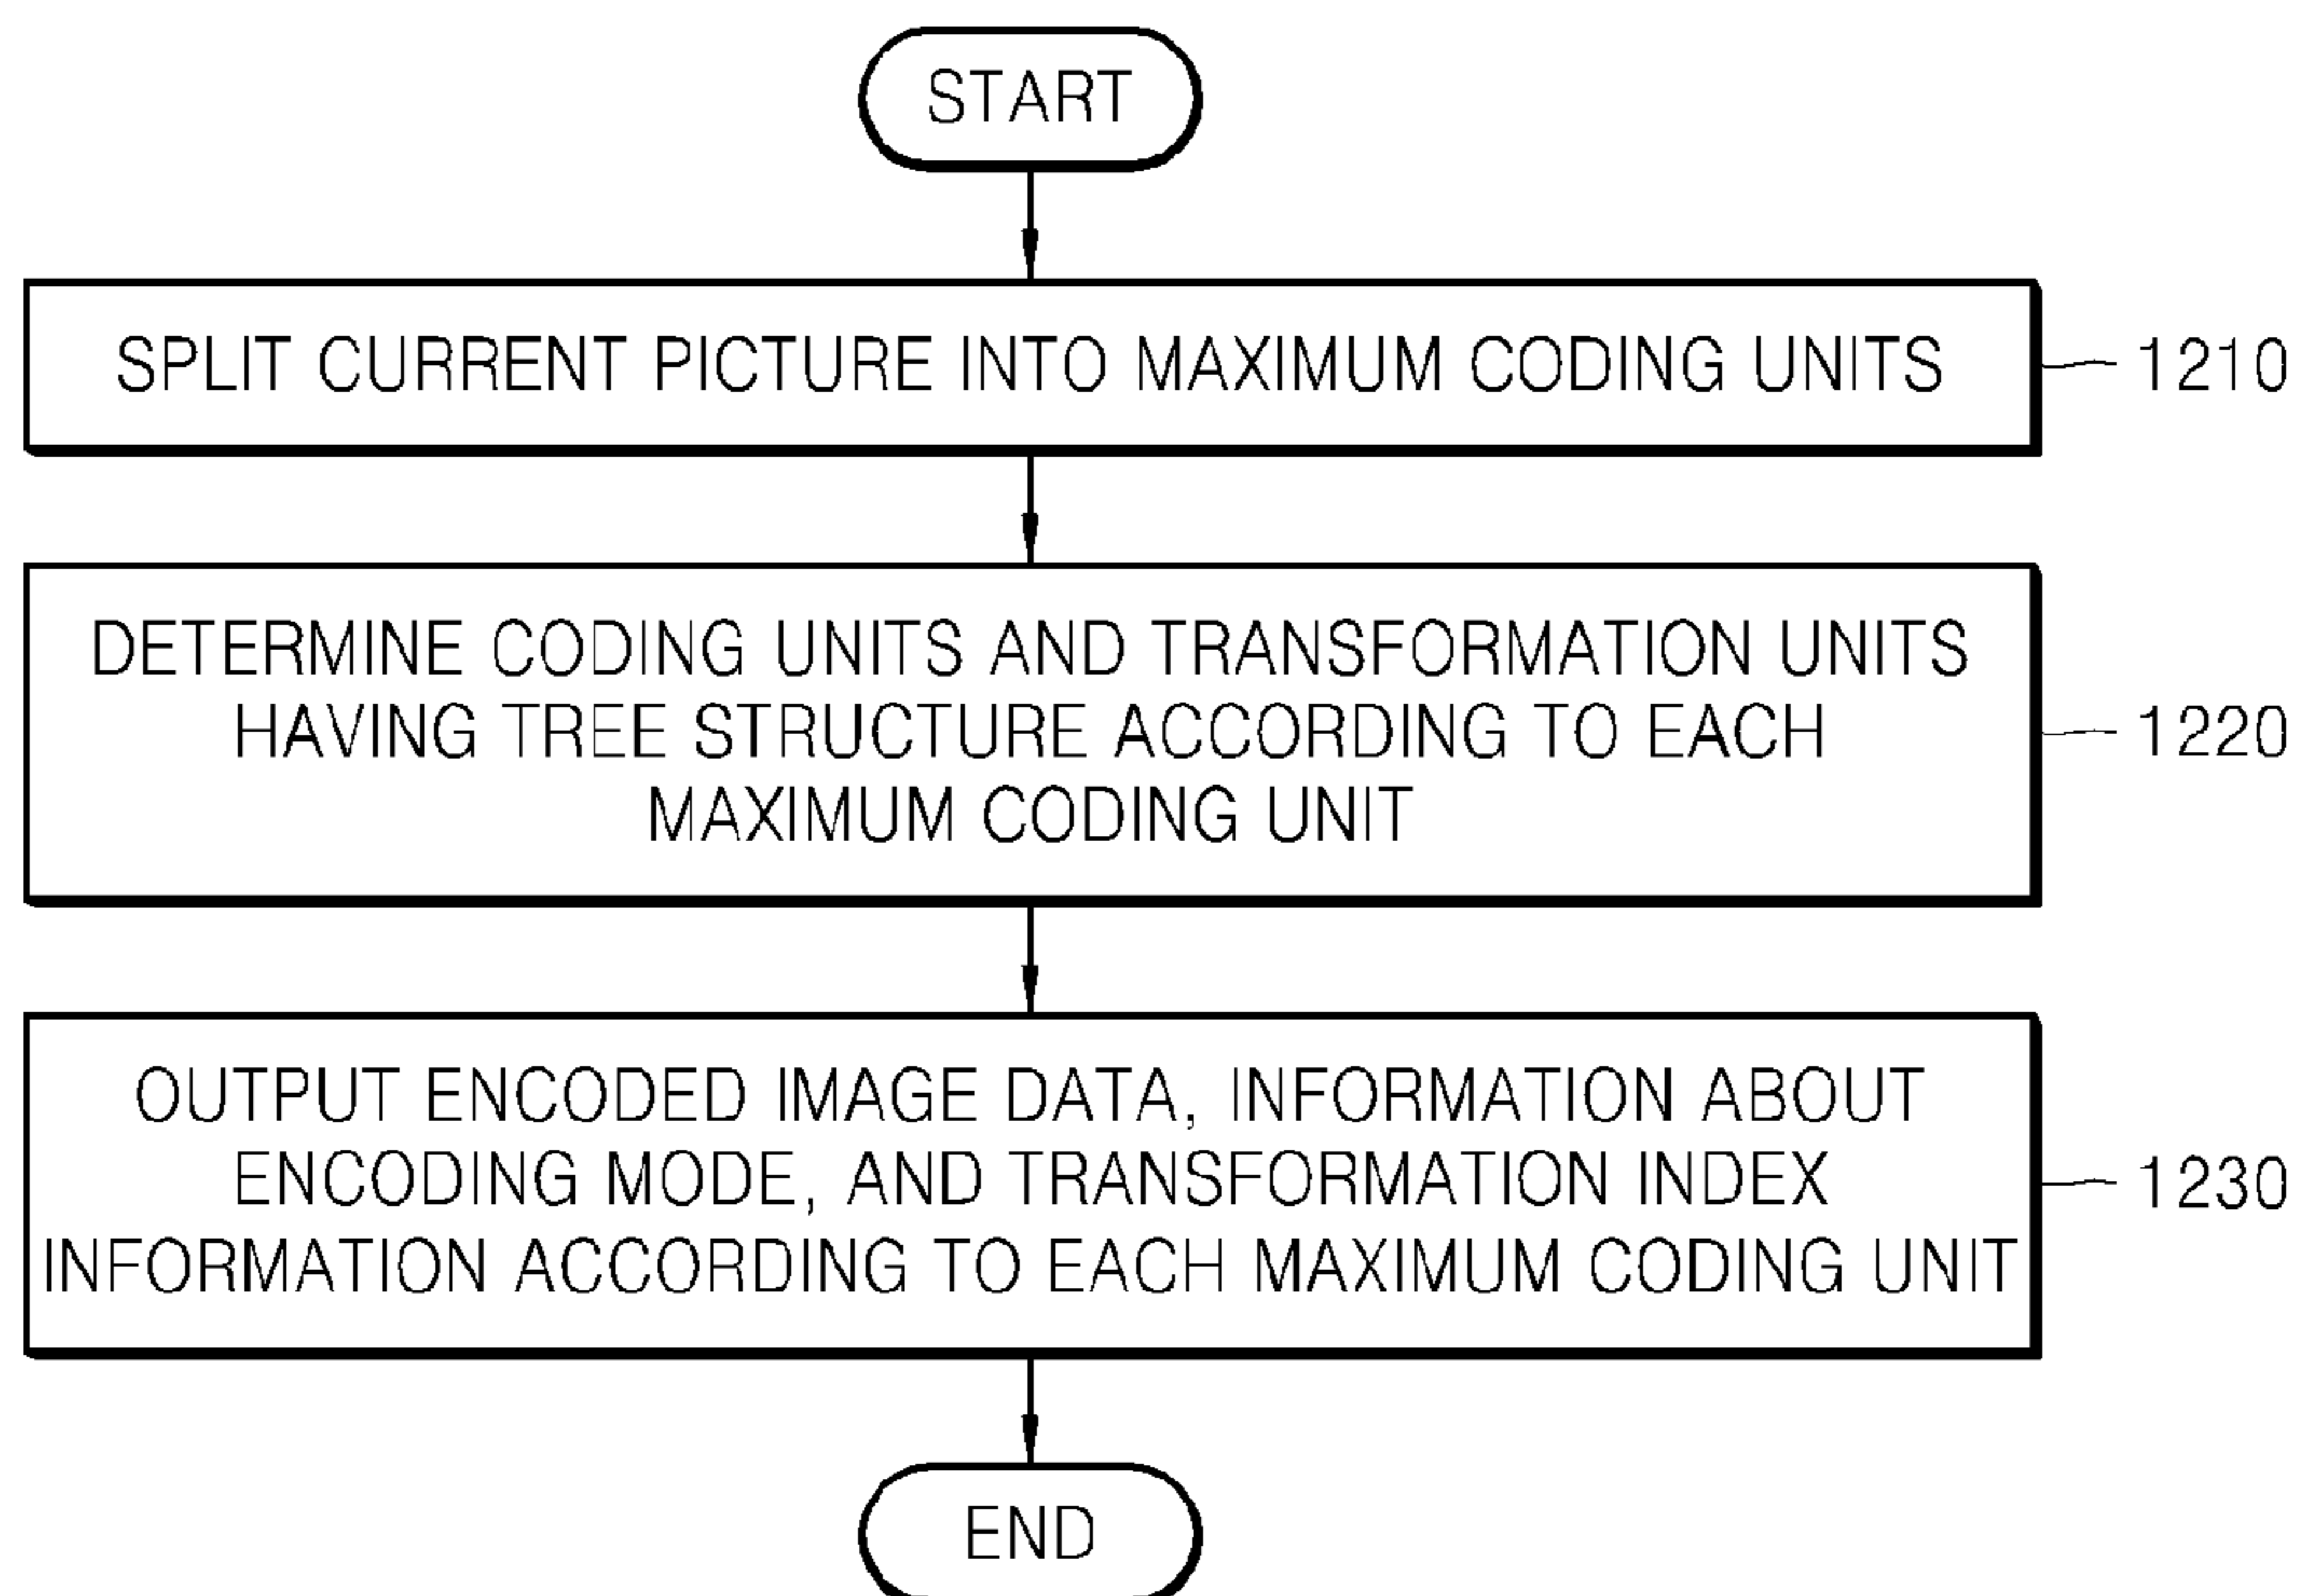 START
SPLIT CURRENT PICTURE INTO MAXIMUM CODING UNITS
1210
DETERMINE CODING UNITS AND TRANSFORMATION UNITS
HAVING TREE STRUCTURE ACCORDING TO EACH
MAXIMUM CODING UNIT
1220
OUTPUT ENCODED IMAGE DATA, INFORMATION ABOUT
ENCODING MODE, AND TRANSFORMATION INDEX
INFORMATION ACCORDING TO EACH MAXIMUM CODING UNIT
1230
END